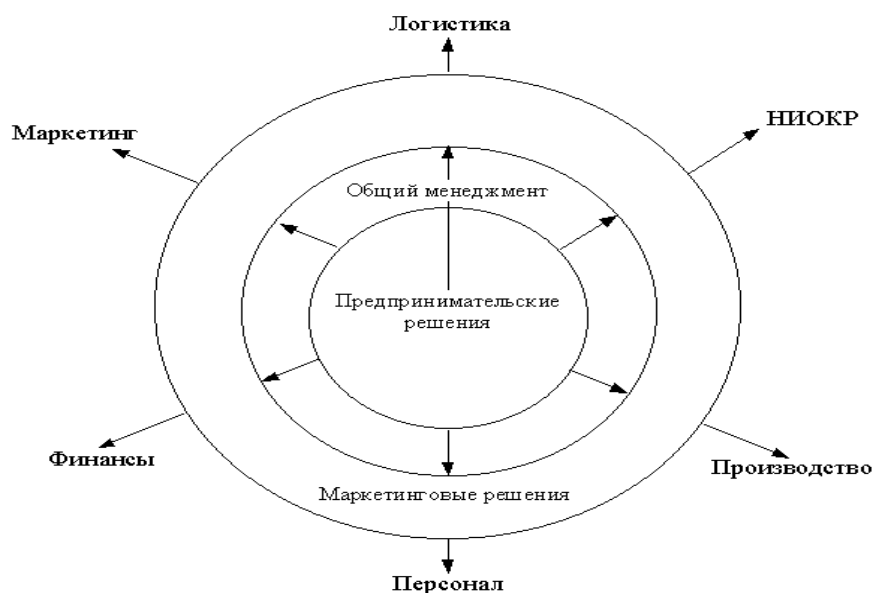 Логистика
НИОКР
Маркетинг
Общий менеджмент
Предпринимательские
решения
Финансы
Производство
Маркетинговые решения
Персонал